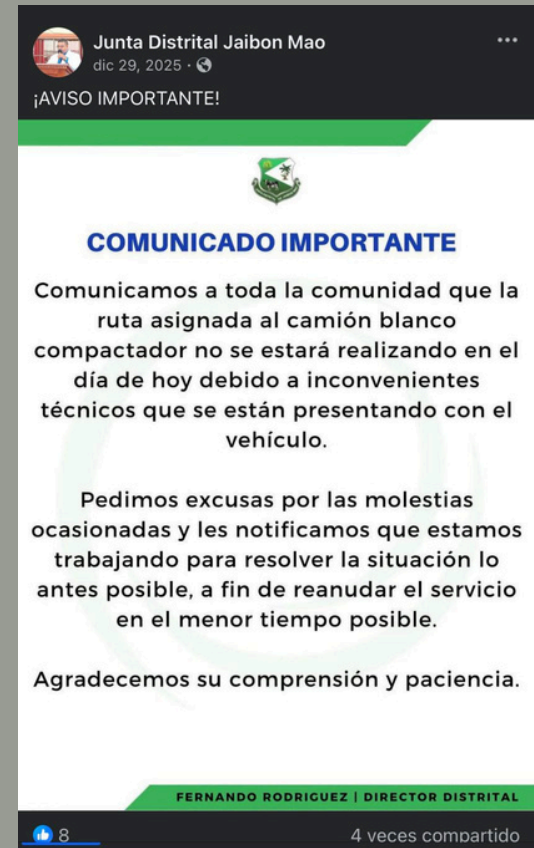 Junta Distrital Jaibon Mao
dic 29, 2025 ·
¡AVISO IMPORTANTE!
COMUNICADO IMPORTANTE
Comunicamos a toda la comunidad que la
ruta asignada al camión blanco
compactador no se estará realizando en el
día de hoy debido a inconvenientes
técnicos que se están presentando con el
vehículo.
Pedimos excusas por las molestias
ocasionadas y les notificamos que estamos
trabajando para resolver la situación lo
antes posible, a fin de reanudar el servicio
en el menor tiempo posible.
Agradecemos su comprensión y paciencia.
FERNANDO RODRIGUEZ | DIRECTOR DISTRITAL
8
4 veces compartido